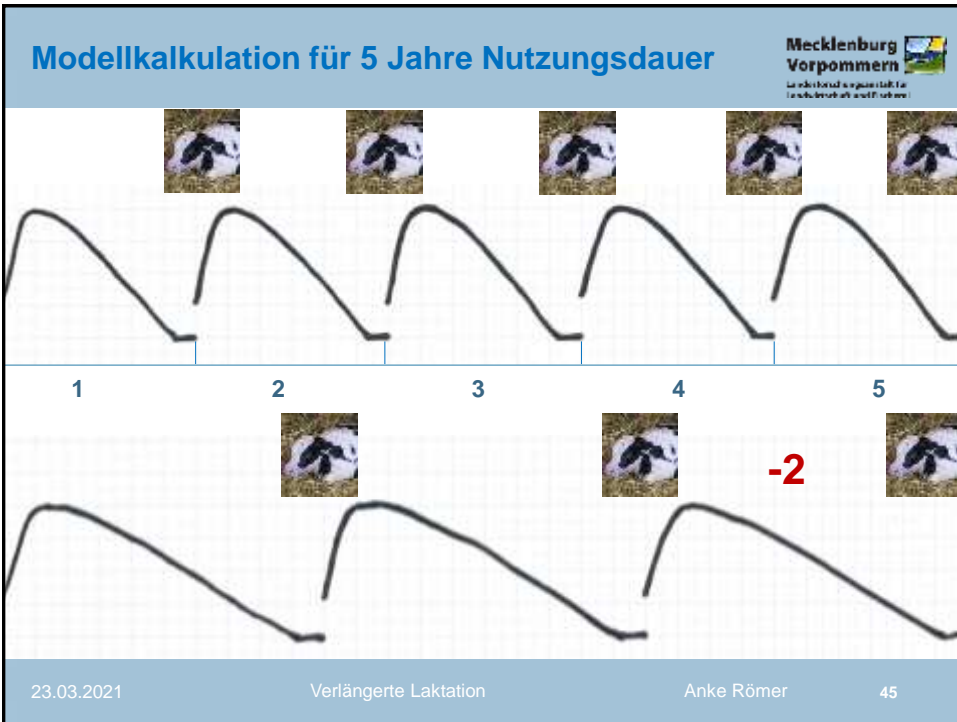 Modellkalkulation für 5 Jahre Nutzungsdauer
Mecklenburg
Vorpommern
1 2 3 4 5
-2
23.03.2021 Verlängerte Laktation Anke Römer 45